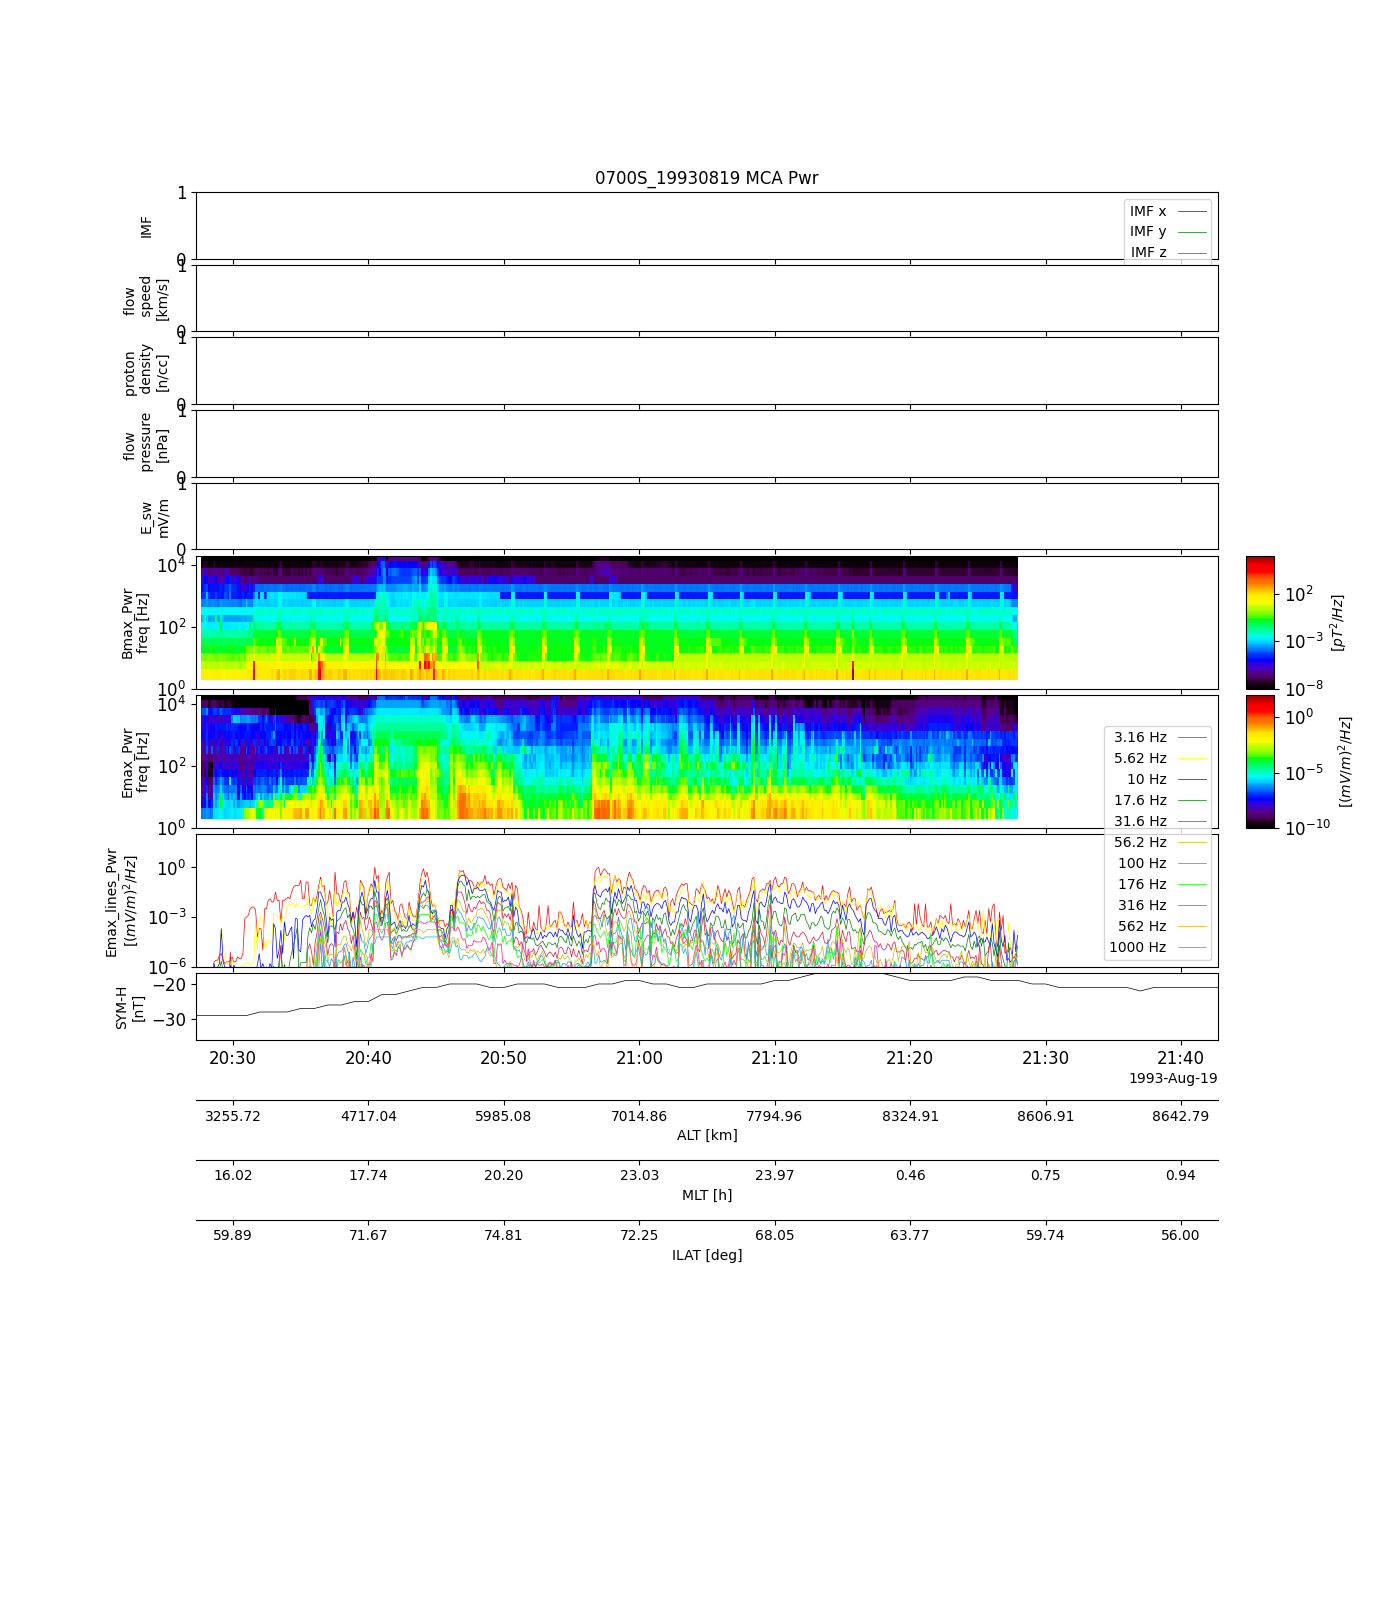 0700S_19930819 MCA Pwr
1
IMF
0
IMF x
IMF y
IMF z
1
flow
speed
[km/s]
0
1
proton
density
[n/cc]
0
1
flow
pressure
[nPa]
0
1
E_sw
mV/m
0
10^4
10^2
10^0
Bmax_Pwr
freq [Hz]
10^2
10^-3
10^-8
[pT^2/Hz]
10^4
10^2
10^0
Emax_Pwr
freq [Hz]
10^0
10^-5
10^-10
[(mV/m)^2/Hz]
3.16 Hz
5.62 Hz
10 Hz
17.6 Hz
31.6 Hz
56.2 Hz
100 Hz
176 Hz
316 Hz
562 Hz
1000 Hz
10^0
10^-3
10^-6
Emax_lines_Pwr
[(mV/m)^2/Hz]
−20
−30
SYM-H
[nT]
20:30 20:40 20:50 21:00 21:10 21:20 21:30 21:40
1993-Aug-19
3255.72 4717.04 5985.08 7014.86 7794.96 8324.91 8606.91 8642.79
ALT [km]
16.02 17.74 20.20 23.03 23.97 0.46 0.75 0.94
MLT [h]
59.89 71.67 74.81 72.25 68.05 63.77 59.74 56.00
ILAT [deg]